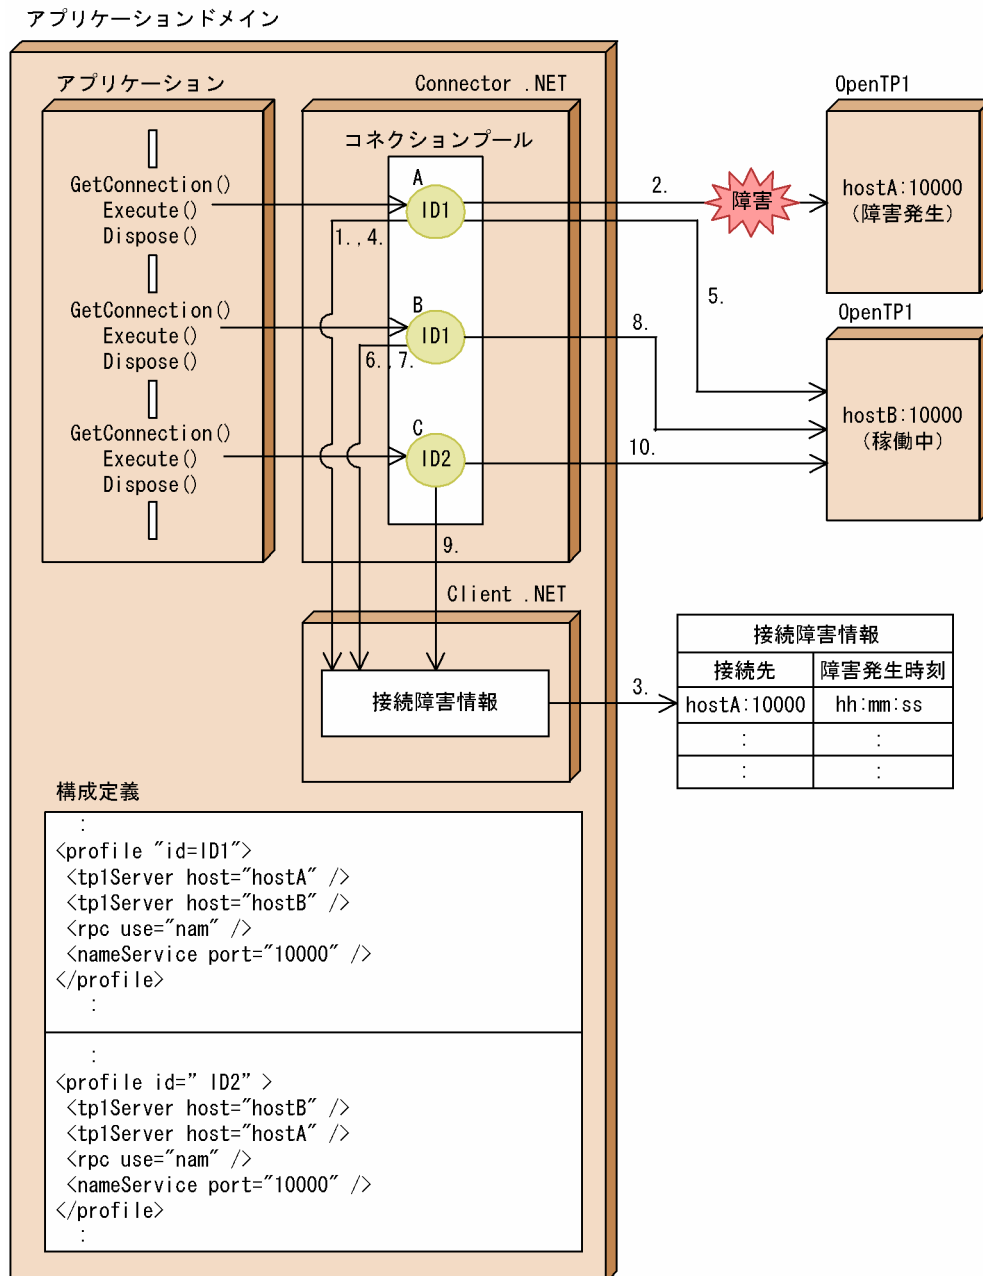 アプリケーションドメイン
アプリケーション
GetConnection()
Execute()
Dispose()
GetConnection()
Execute()
Dispose()
GetConnection()
Execute()
Dispose()
Connector .NET
コネクションプール
A
ID1
1.,4.
B
ID1
6.,7.
C
ID2
9.
2.
障害
5.
8.
10.
OpenTP1
hostA:10000
(障害発生)
OpenTP1
hostB:10000
(稼働中)
Client .NET
接続障害情報
3.
接続障害情報
接続先 障害発生時刻
hostA:10000 hh:mm:ss
: :
: :
構成定義
:
<profile "id=ID1">
<tp1Server host="hostA" />
<tp1Server host="hostB" />
<rpc use="nam" />
<nameService port="10000" />
</profile>
:
:
<profile id=” ID2” >
<tp1Server host="hostB" />
<tp1Server host="hostA" />
<rpc use="nam" />
<nameService port="10000" />
</profile>
: